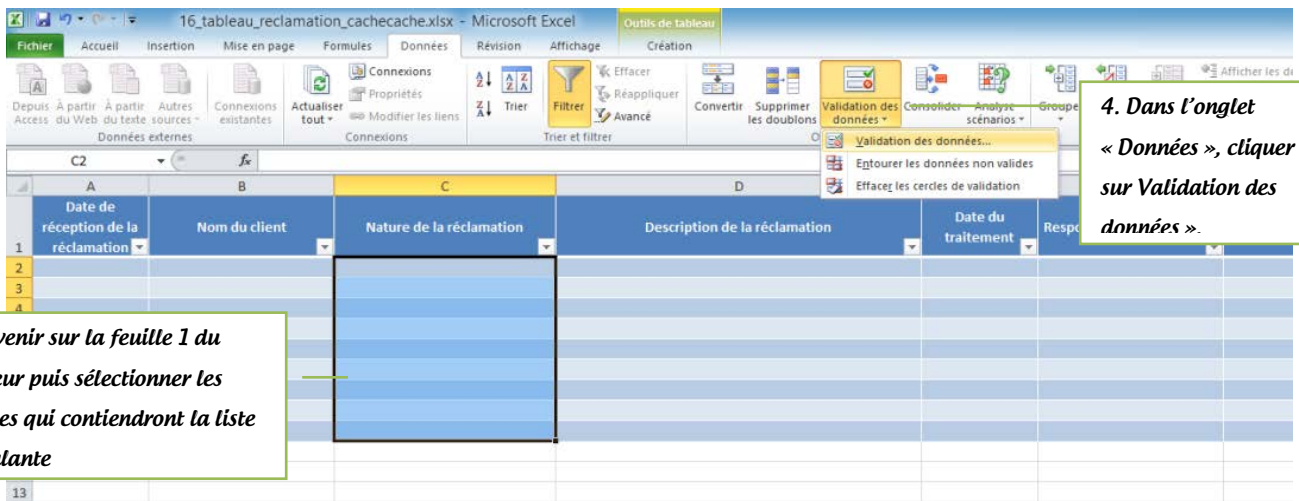 16_tableau_reclamation_cachecache.xlsx - Microsoft Excel
Outils de tableau
Fichier Accueil Insertion Mise en page Formules Données Révision Affichage Création
Depuis Access
À partir du Web
À partir du texte
Autres sources
Connexions existantes
Données externes
Actualiser tout
Connexions
Propriétés
Modifier les liens
Connexions
Trier
Filtrer
Effacer
Réappliquer
Avancé
Trier et filtrer
Convertir
Supprimer les doublons
Validation des données
Consolider
Analyse scénarios
Groupe
Afficher les
Validation des données...
Entourer les données non valides
Effacer les cercles de validation
4. Dans l’onglet
« Données », cliquer
sur Validation des
données ».
C2 fx
A B C D
1
Date de
réception de la
réclamation
Nom du client
Nature de la réclamation
Description de la réclamation
Date du
traitement
2
3
4
venir sur la feuille 1 du
eur puis sélectionner les
es qui contiendront la liste
lante
13